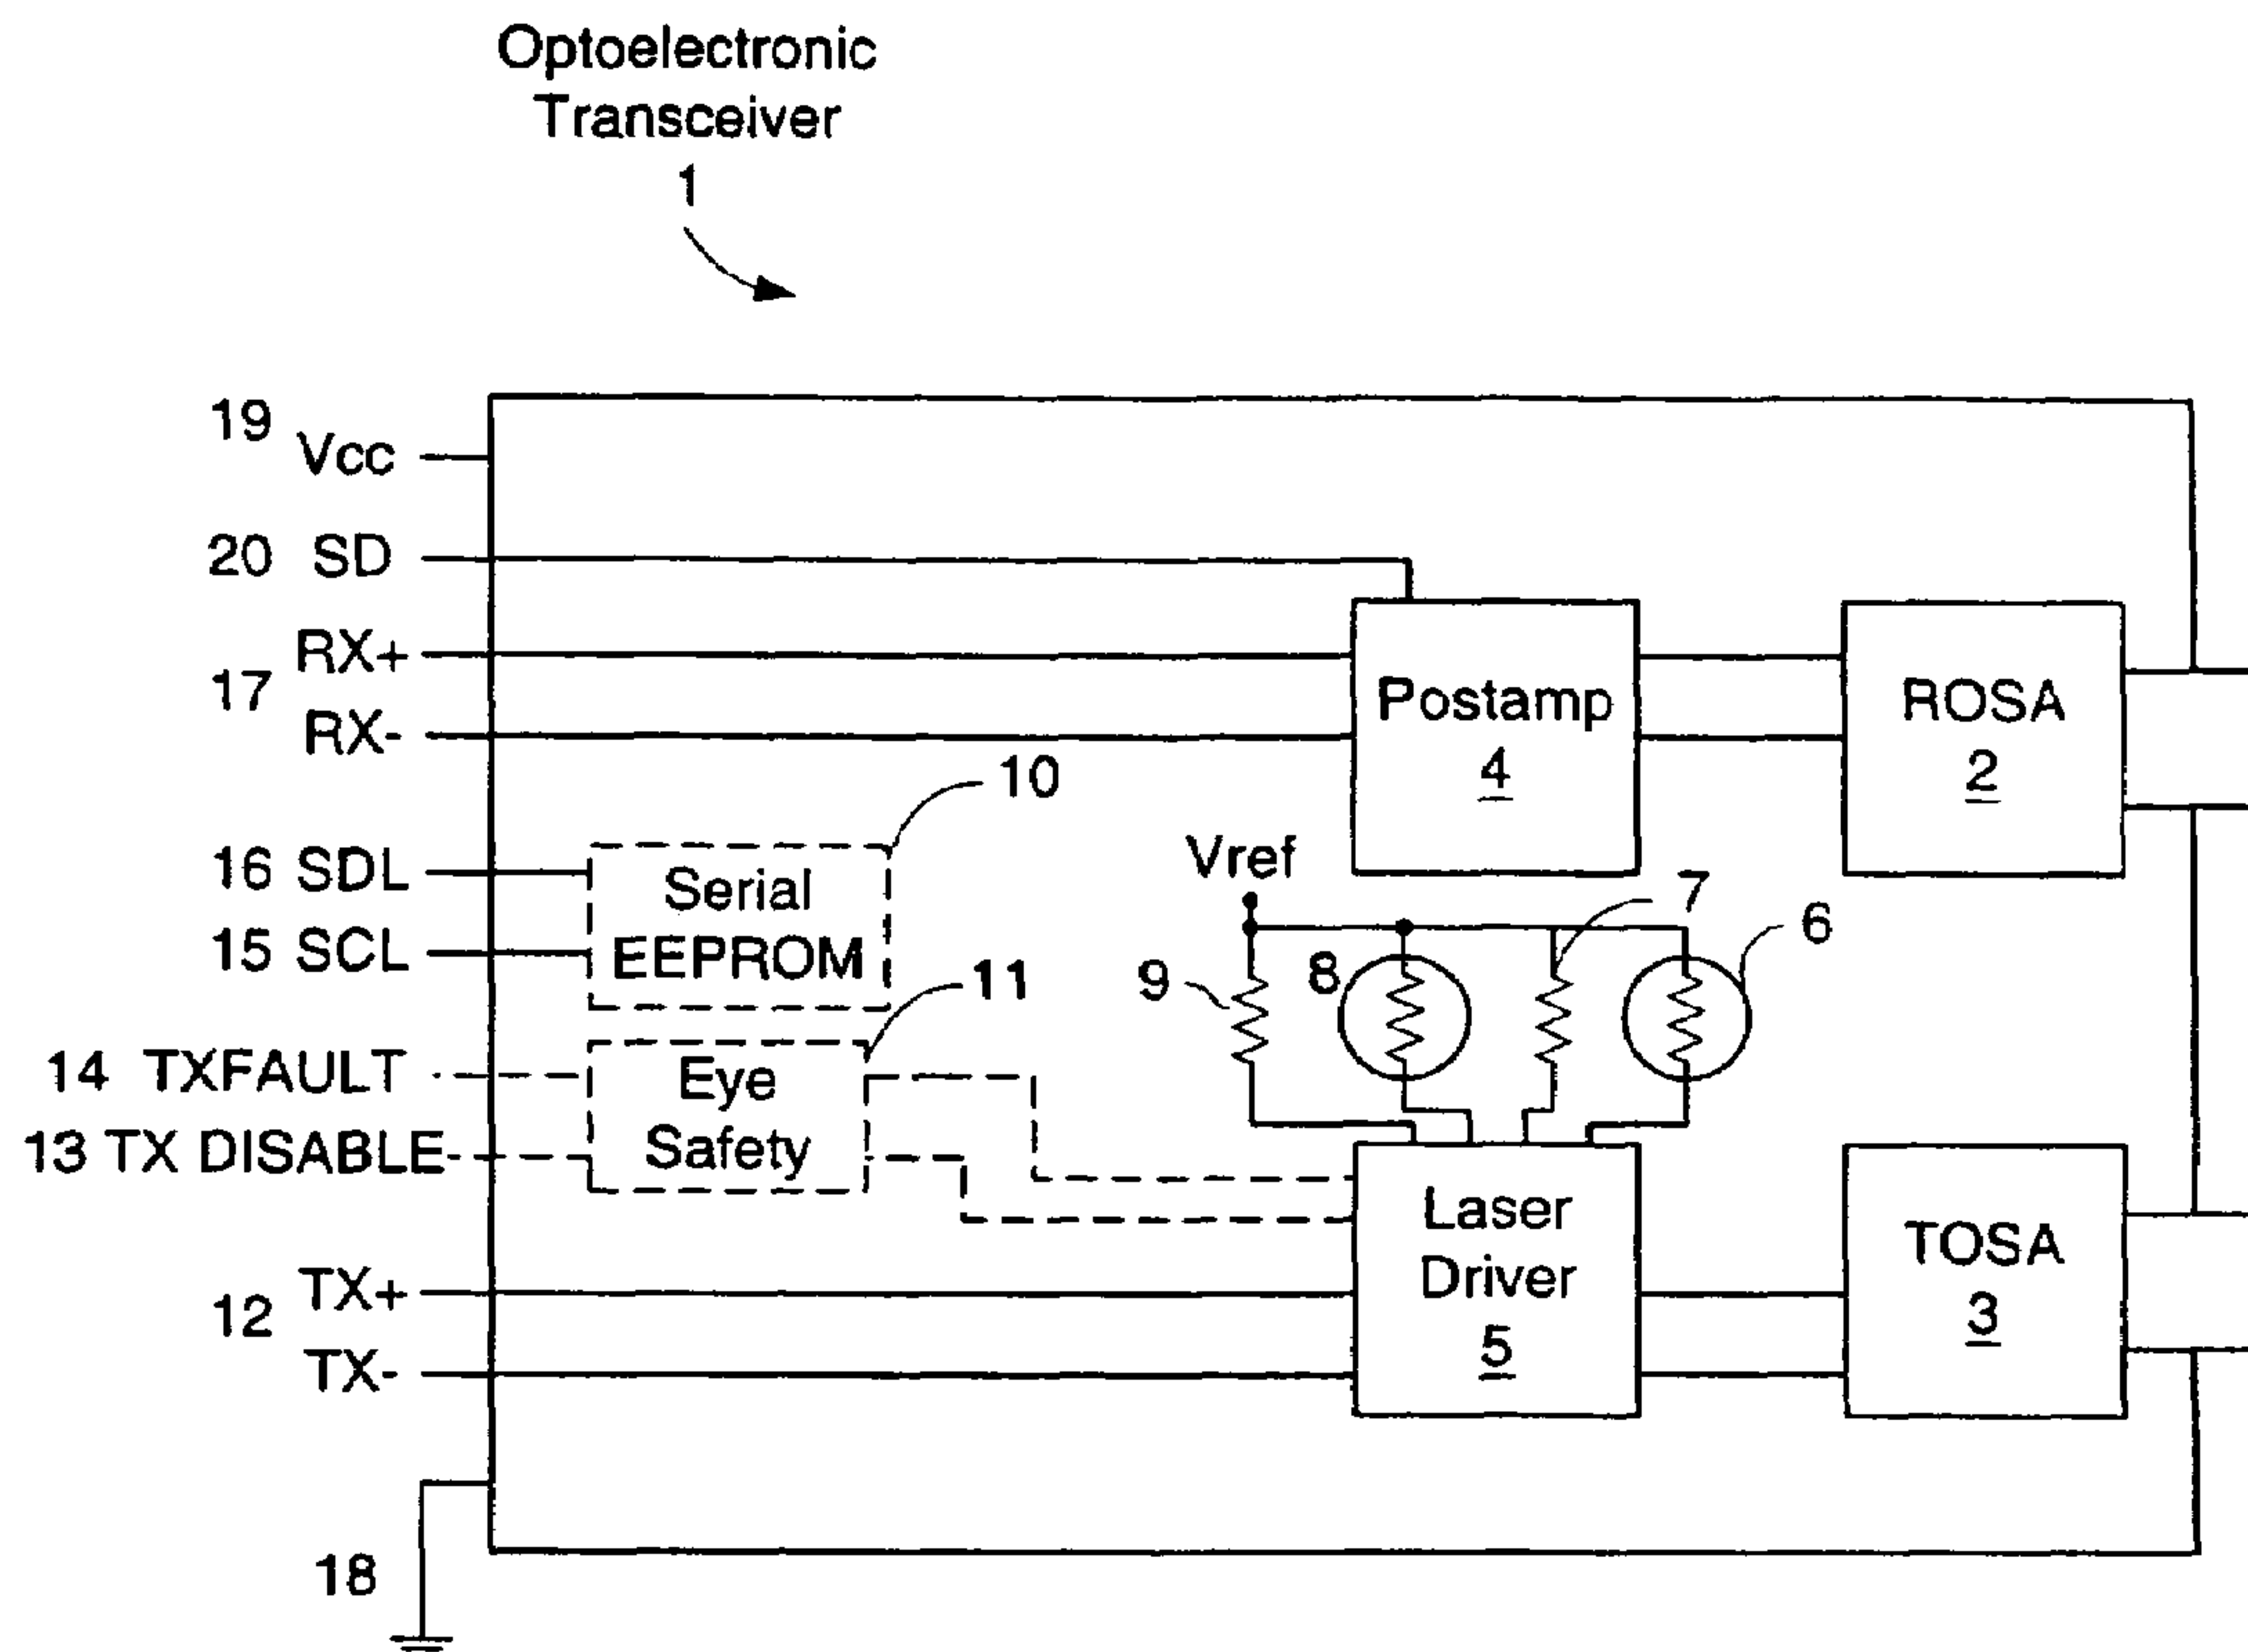 Optoelectronic
Transceiver
1
19
Vcc
20 SD
RX+
17
RX-
Postamp
4
ROSA
2
10
16 SDL
15 SCL
Serial
EEPROM
Vref
7
6
9
8
11
14 TXFAULT
13 TX DISABLE
Eye
Safety
Laser
Driver
5
TOSA
3
TX+
12
TX-
18